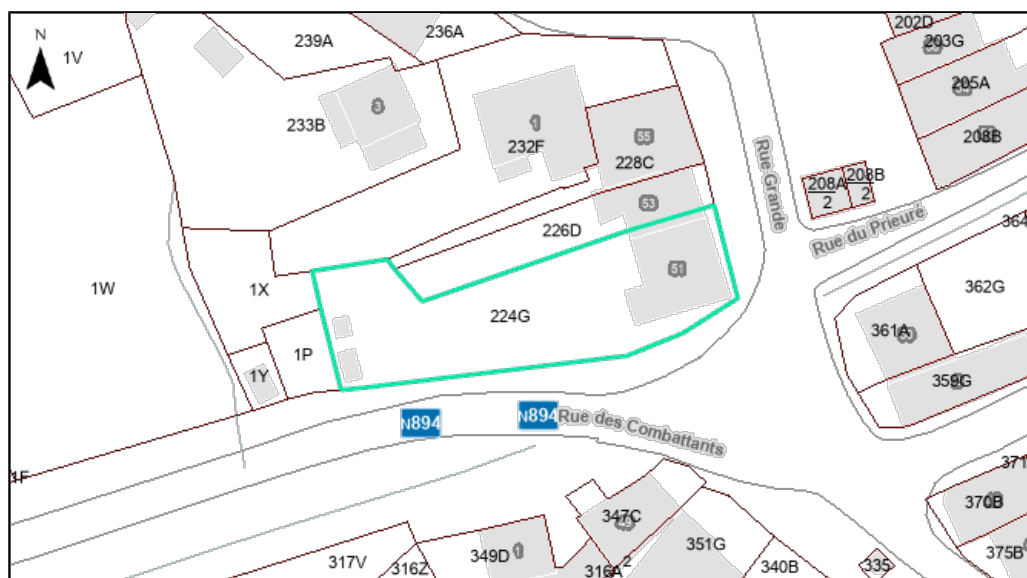 N
1V
239A
236A
202D
203G
205A
208B
233B
3
1
232F
55
228C
208A
2
208B
2
Rue Grande
Rue du Prieuré
364
53
226D
51
1W
1X
224G
362G
1P
1Y
361A
359G
N894
N894
Rue des Combattants
1F
371
370B
347C
349D
1
351G
317V
316Z
316A
2
340B
335
375B